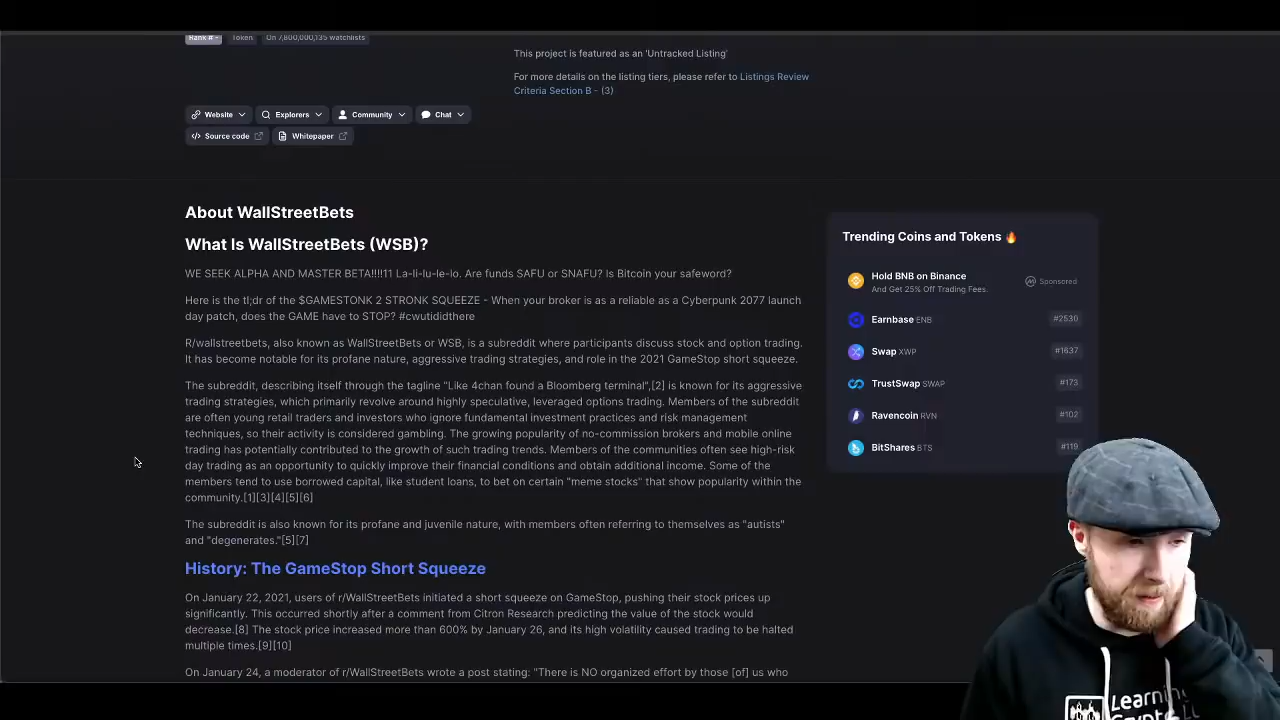 Rank # -
Token
On 7,800,000,135 watchlists
This project is featured as an 'Untracked Listing'
For more details on the listing tiers, please refer to Listings Review
Criteria Section B - (3)
Website
Explorers
Community
Chat
Source code
Whitepaper
About WallStreetBets
What Is WallStreetBets (WSB)?
WE SEEK ALPHA AND MASTER BETA!!!!11 La-li-lu-le-lo. Are funds SAFU or SNAFU? Is Bitcoin your safeword?
Here is the tl;dr of the $GAMESTONK 2 STRONK SQUEEZE - When your broker is as a reliable as a Cyberpunk 2077 launch
day patch, does the GAME have to STOP? #cwutididthere
R/wallstreetbets, also known as WallStreetBets or WSB, is a subreddit where participants discuss stock and option trading.
It has become notable for its profane nature, aggressive trading strategies, and role in the 2021 GameStop short squeeze.
The subreddit, describing itself through the tagline "Like 4chan found a Bloomberg terminal",[2] is known for its aggressive
trading strategies, which primarily revolve around highly speculative, leveraged options trading. Members of the subreddit
are often young retail traders and investors who ignore fundamental investment practices and risk management
techniques, so their activity is considered gambling. The growing popularity of no-commission brokers and mobile online
trading has potentially contributed to the growth of such trading trends. Members of the communities often see high-risk
day trading as an opportunity to quickly improve their financial conditions and obtain additional income. Some of the
members tend to use borrowed capital, like student loans, to bet on certain "meme stocks" that show popularity within the
community.[1][3][4][5][6]
The subreddit is also known for its profane and juvenile nature, with members often referring to themselves as "autists"
and "degenerates."[5][7]
History: The GameStop Short Squeeze
On January 22, 2021, users of r/WallStreetBets initiated a short squeeze on GameStop, pushing their stock prices up
significantly. This occurred shortly after a comment from Citron Research predicting the value of the stock would
decrease.[8] The stock price increased more than 600% by January 26, and its high volatility caused trading to be halted
multiple times.[9][10]
On January 24, a moderator of r/WallStreetBets wrote a post stating: "There is NO organized effort by those [of] us who
Trending Coins and Tokens 🔥
Hold BNB on Binance
And Get 25% Off Trading Fees.
Sponsored
Earnbase ENB
#2530
Swap XWP
#1637
TrustSwap SWAP
#173
Ravencoin RVN
#102
BitShares BTS
#119
Learning
Crypto